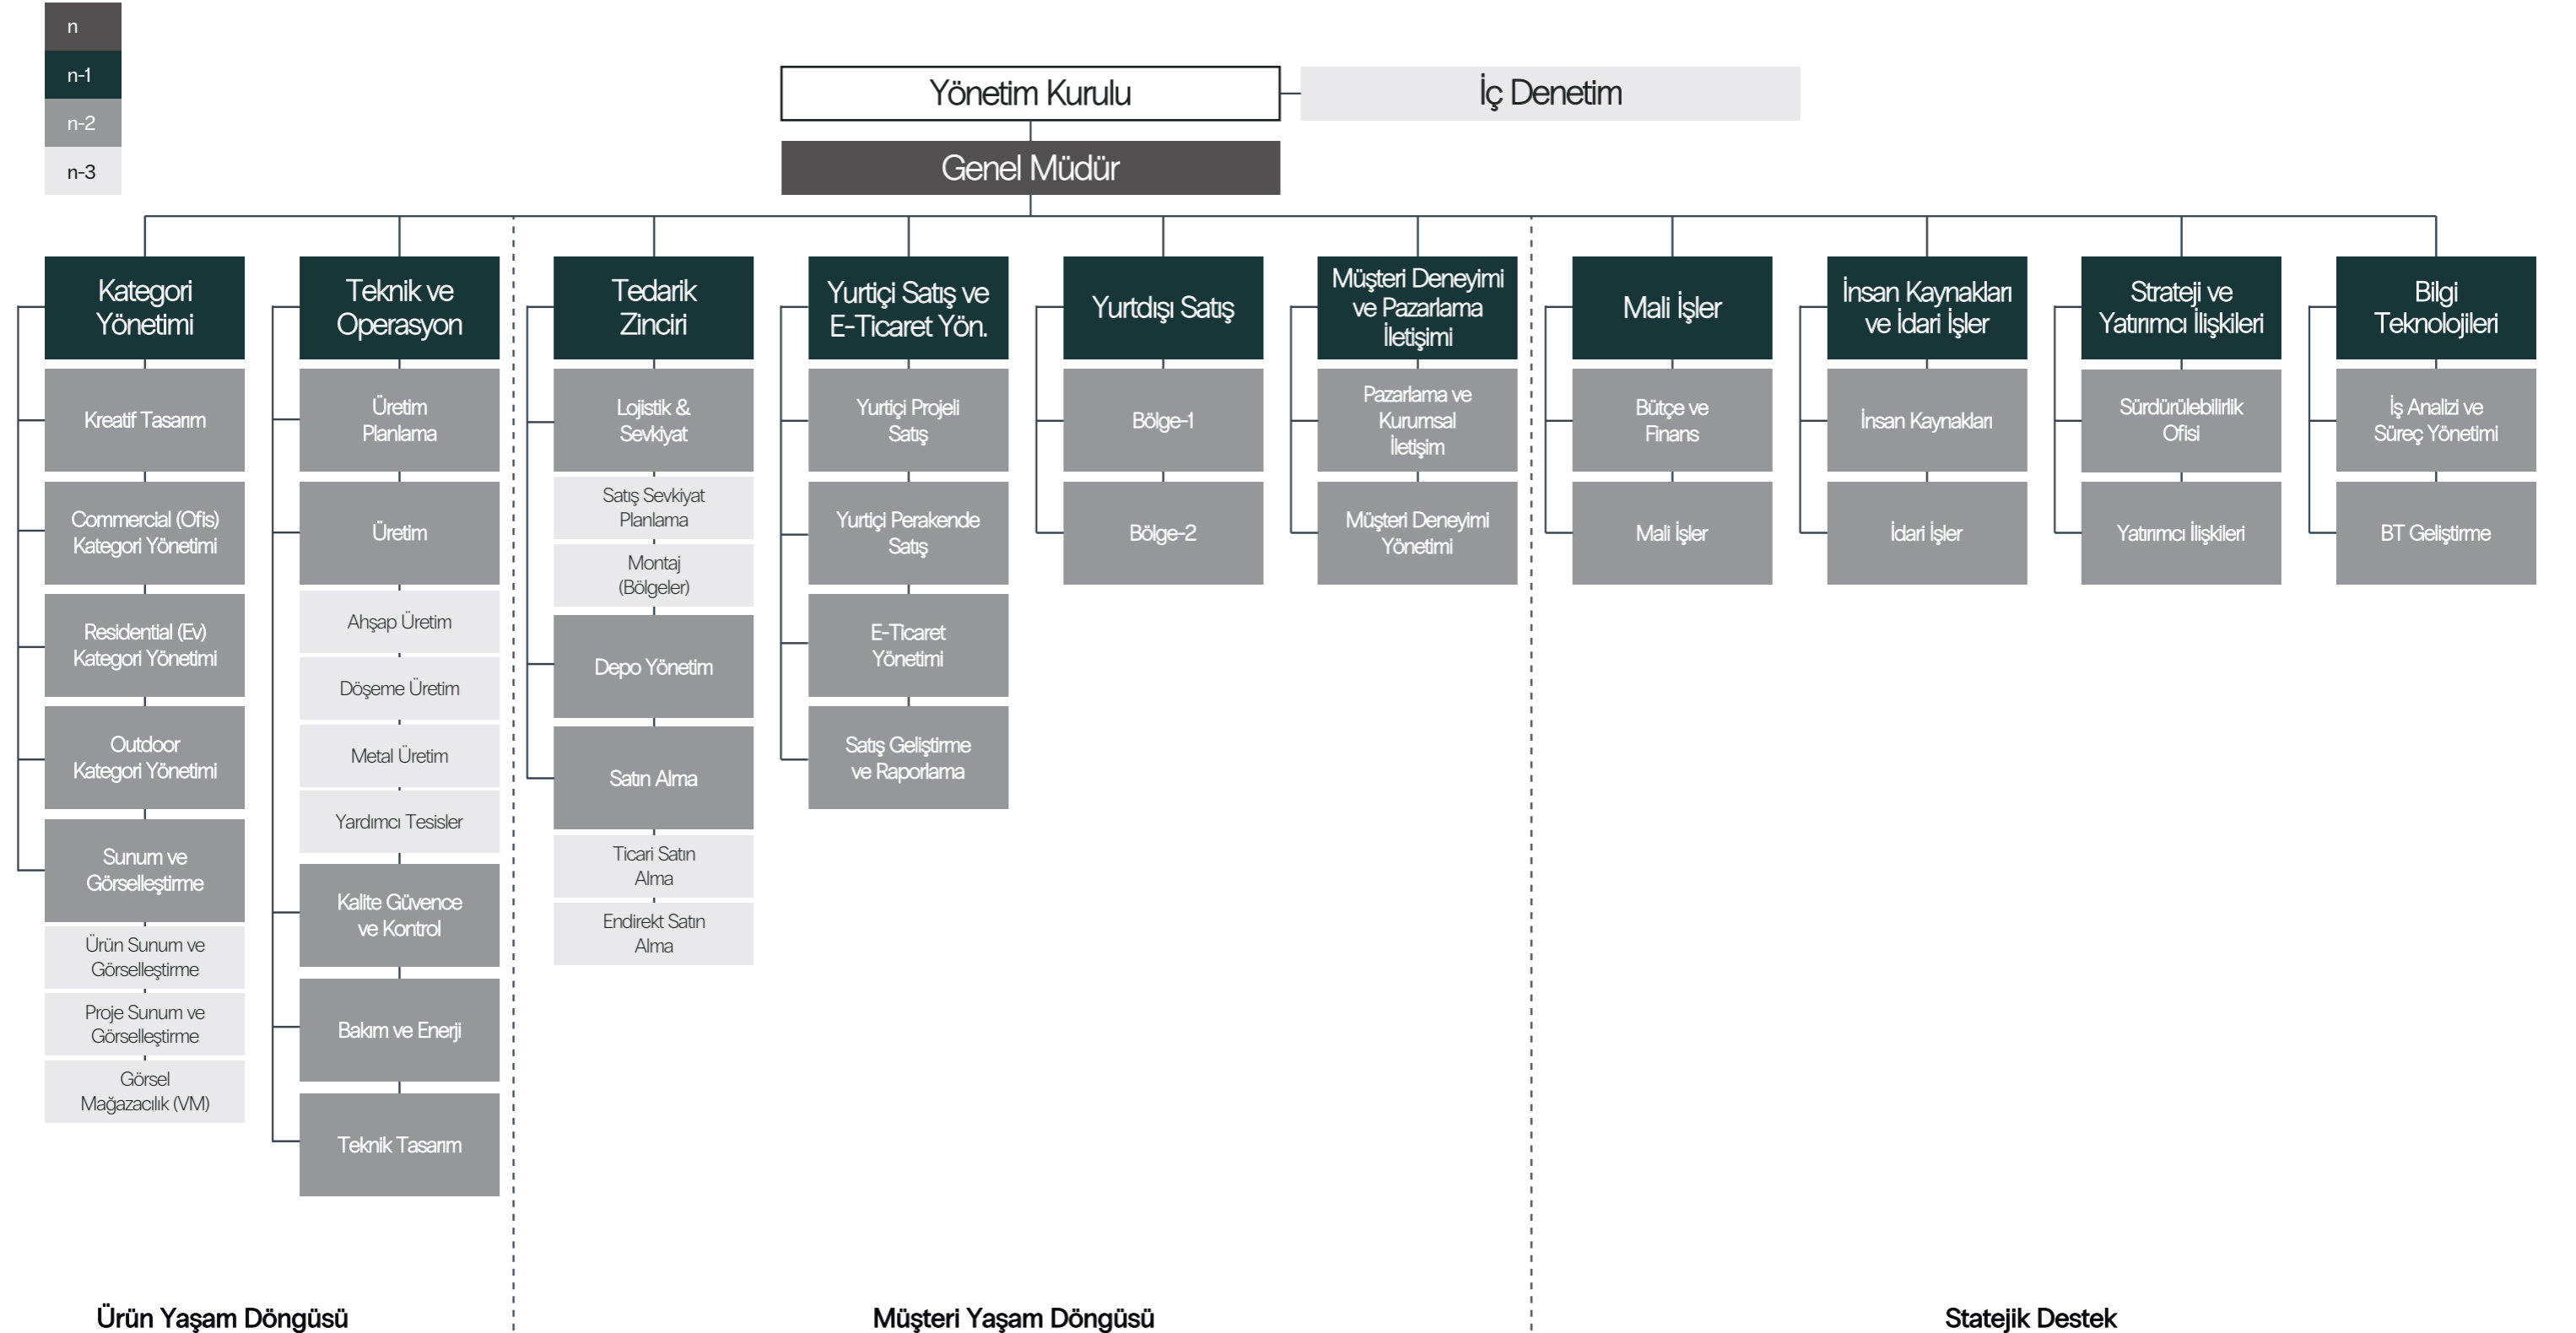 n
n-1
n-2
n-3
Yönetim Kurulu
İç Denetim
Genel Müdür
Kategori
Yönetimi
Kreatif Tasarım
Commercial (Ofis)
Kategori Yönetimi
Residential (Ev)
Kategori Yönetimi
Outdoor
Kategori Yönetimi
Sunum ve
Görselleştirme
Ürün Sunum ve
Görselleştirme
Proje Sunum ve
Görselleştirme
Görsel
Mağazacılık (VM)
Teknik ve
Operasyon
Üretim
Planlama
Üretim
Ahşap Üretim
Döşeme Üretim
Metal Üretim
Yardımcı Tesisler
Kalite Güvence
ve Kontrol
Bakım ve Enerji
Teknik Tasarım
Tedarik
Zinciri
Lojistik &
Sevkiyat
Satış Sevkiyat
Planlama
Montaj
(Bölgeler)
Depo Yönetim
Satın Alma
Ticari Satın
Alma
Endirekt Satın
Alma
Yurtiçi Satış ve
E-Ticaret Yön.
Yurtiçi Projeli
Satış
Yurtiçi Perakende
Satış
E-Ticaret
Yönetimi
Satış Geliştirme
ve Raporlama
Yurtdışı Satış
Bölge-1
Bölge-2
Müşteri Deneyimi
ve Pazarlama
İletişimi
Pazarlama ve
Kurumsal
İletişim
Müşteri Deneyimi
Yönetimi
Mali İşler
Bütçe ve
Finans
Mali İşler
İnsan Kaynakları
ve İdari İşler
İnsan Kaynakları
İdari İşler
Strateji ve
Yatırımcı İlişkileri
Sürdürülebilirlik
Ofisi
Yatırımcı İlişkileri
Bilgi
Teknolojileri
İş Analizi ve
Süreç Yönetimi
BT Geliştirme
Ürün Yaşam Döngüsü
Müşteri Yaşam Döngüsü
Statejik Destek